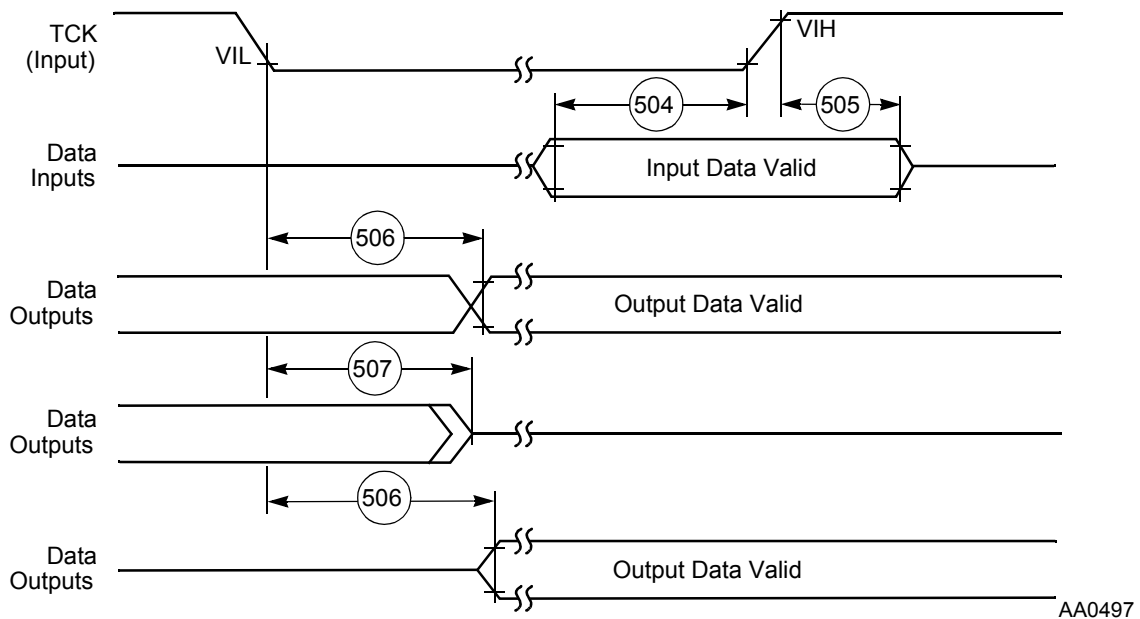 TCK
(Input)
VIL
VIH
504
505
Data
Inputs
Input Data Valid
506
Data
Outputs
Output Data Valid
507
Data
Outputs
506
Data
Outputs
Output Data Valid
AA0497